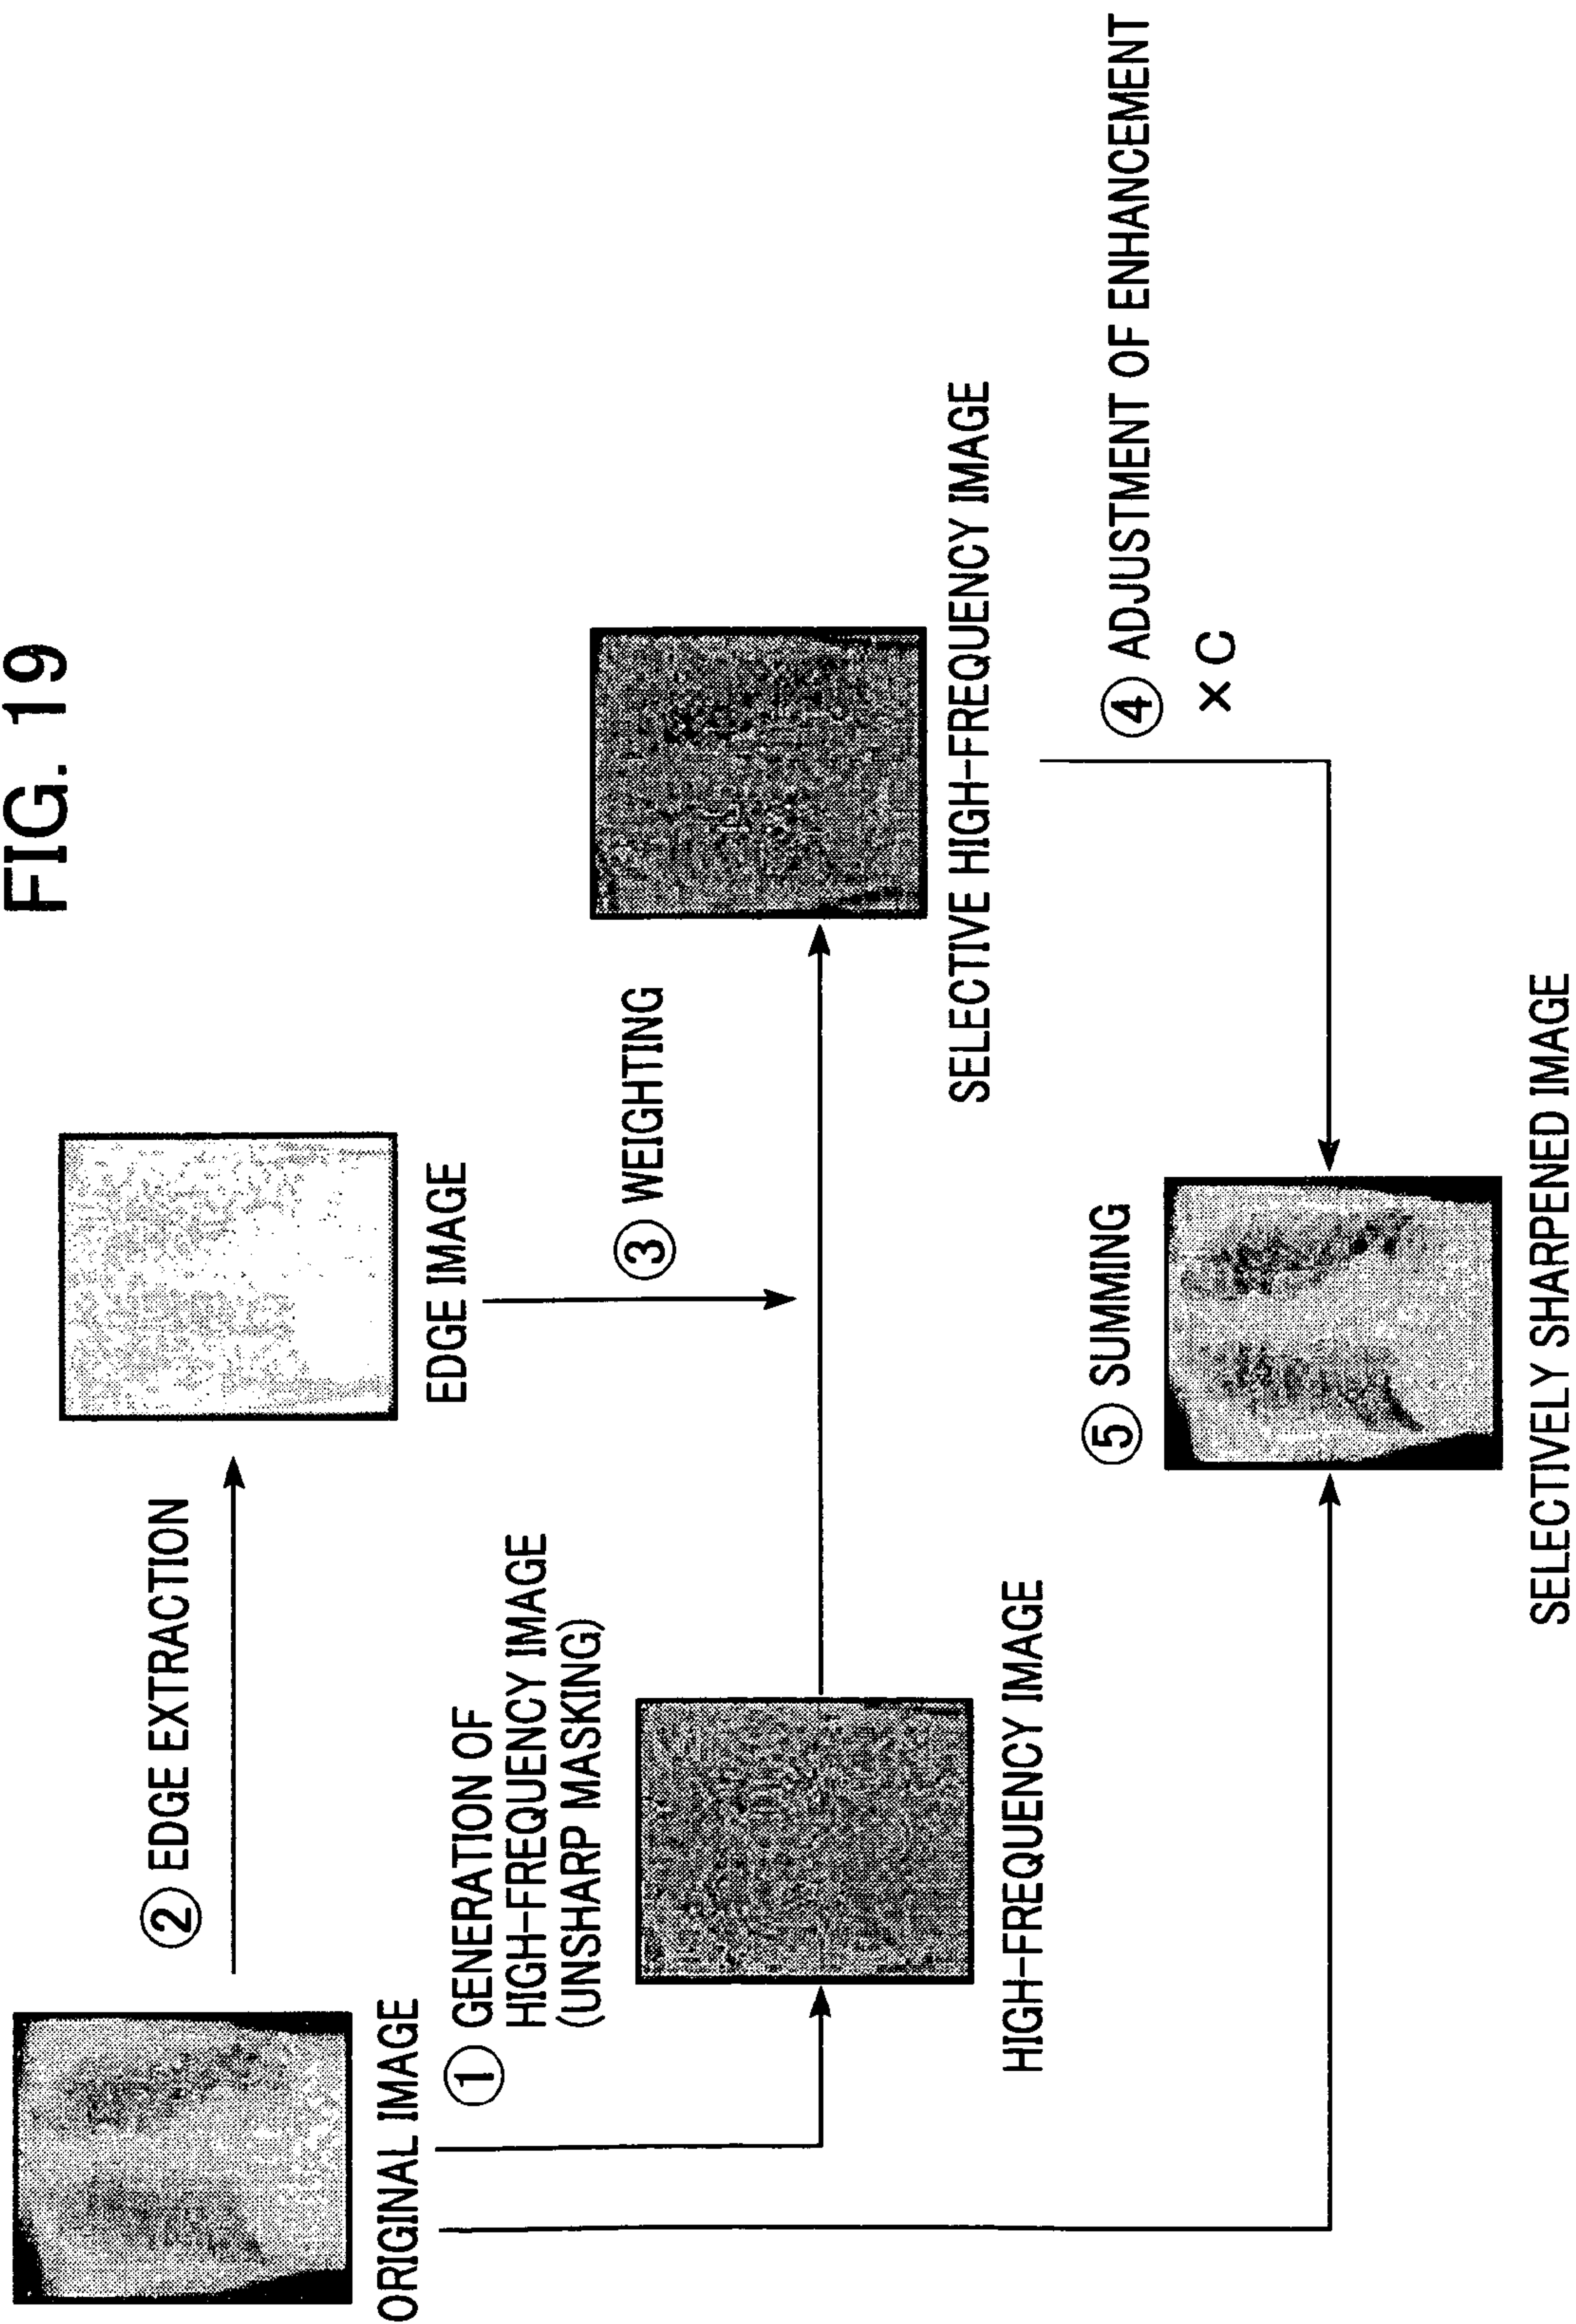 FIG. 19
② EDGE EXTRACTION
ORIGINAL IMAGE
EDGE IMAGE
① GENERATION OF
HIGH-FREQUENCY IMAGE
(UNSHARP MASKING)
③ WEIGHTING
HIGH-FREQUENCY IMAGE
SELECTIVE HIGH-FREQUENCY IMAGE
④ ADJUSTMENT OF ENHANCEMENT
× C
⑤ SUMMING
SELECTIVELY SHARPENED IMAGE